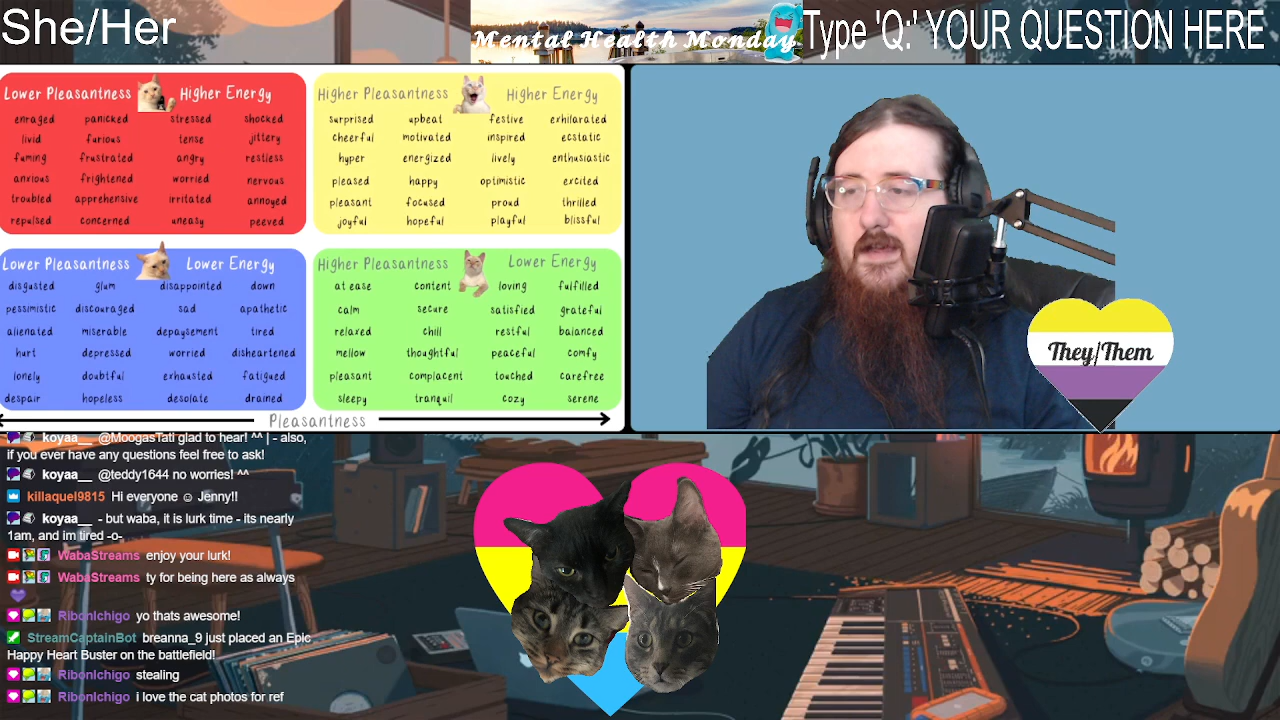 She/Her
Mental Health Monday
Type 'Q:' YOUR QUESTION HERE
Lower Pleasantness Higher Energy
enraged panicked stressed shocked
livid furious tense jittery
fuming frustrated angry restless
anxious frightened worried nervous
troubled apprehensive irritated annoyed
repulsed concerned uneasy peeved
Higher Pleasantness Higher Energy
surprised upbeat festive exhilarated
cheerful motivated inspired ecstatic
hyper energized lively enthusiastic
pleased happy optimistic excited
pleasant focused proud thrilled
joyful hopeful playful blissful
Lower Pleasantness Lower Energy
disgusted glum disappointed down
pessimistic discouraged sad apathetic
alienated miserable depaysement tired
hurt depressed worried disheartened
lonely doubtful exhausted fatigued
despair hopeless desolate drained
Higher Pleasantness Lower Energy
at ease content loving fulfilled
calm secure satisfied grateful
relaxed chill restful balanced
mellow thoughtful peaceful comfy
pleasant complacent touched carefree
sleepy tranquil cozy serene
Pleasantness
They/Them
koyaa__ @MoogasTati glad to hear! ^^ | - also,
if you ever have any questions feel free to ask!
koyaa__ @teddy1644 no worries! ^^
killaquel9815 Hi everyone ☺ Jenny!!
koyaa__ - but waba, it is lurk time - its nearly
1am, and im tired -o-
WabaStreams enjoy your lurk!
WabaStreams ty for being here as always
💜
RibonIchigo yo thats awesome!
StreamCaptainBot breanna_9 just placed an Epic
Happy Heart Buster on the battlefield!
RibonIchigo stealing
RibonIchigo i love the cat photos for ref